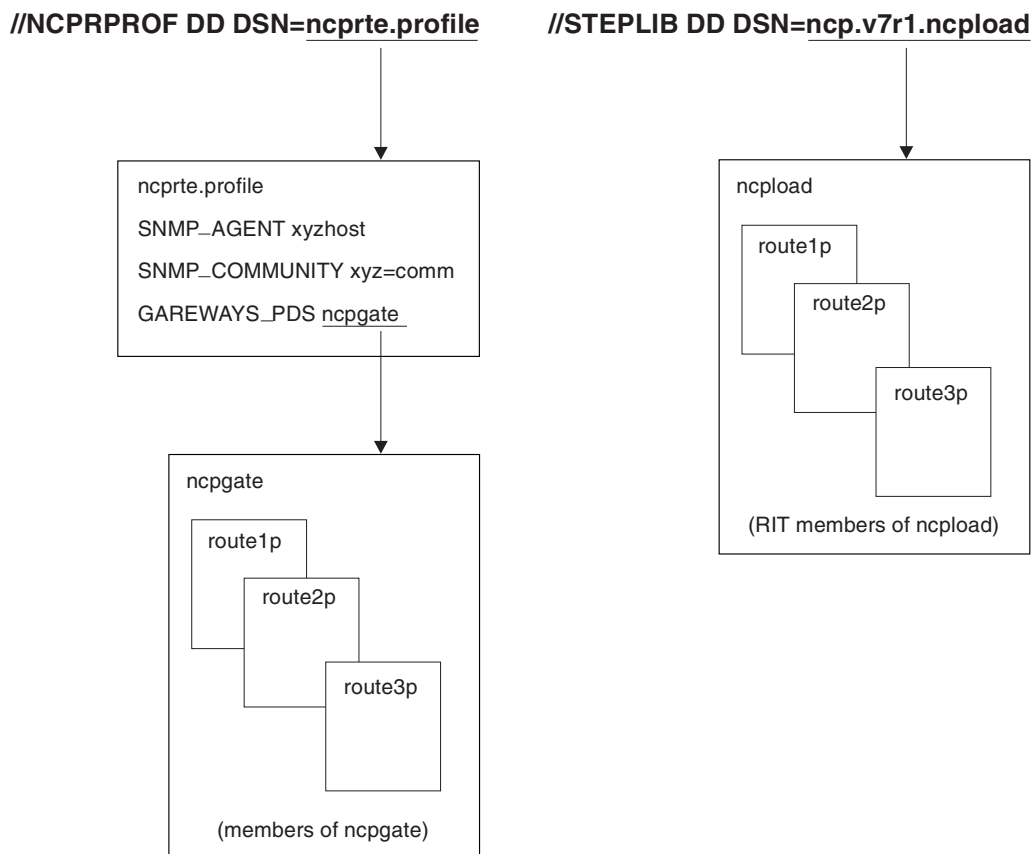 //NCPRPROF DD DSN=ncprte.profile
//STEPLIB DD DSN=ncp.v7r1.ncpload
ncprte.profile
SNMP_AGENT xyzhost
SNMP_COMMUNITY xyz=comm
GAREWAYS_PDS ncpgate
ncpgate
route1p
route2p
route3p
(members of ncpgate)
ncpload
route1p
route2p
route3p
(RIT members of ncpload)